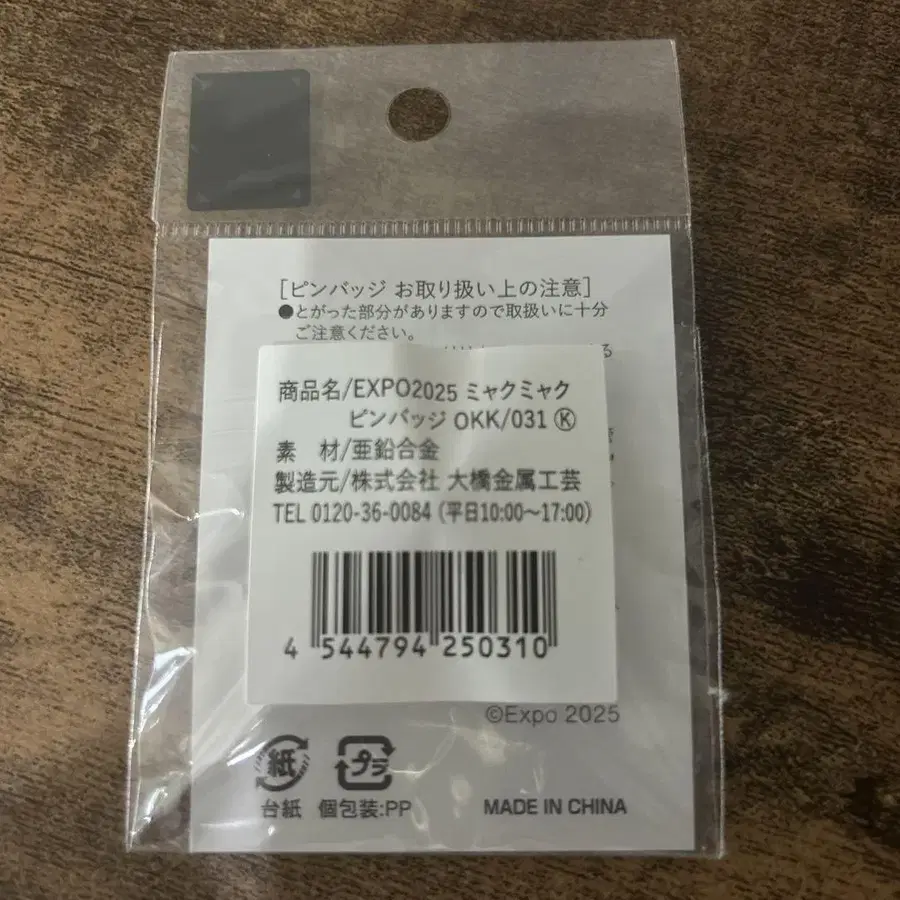 [ピンバッジ お取り扱い上の注意]
●とがった部分がありますので取扱いに十分
ご注意ください。
商品名/EXPO2025 ミャクミャク
ピンバッジ OKK/031 Ⓚ
素 材/亜鉛合金
製造元/株式会社 大橋金属工芸
TEL 0120-36-0084 (平日10:00~17:00)
4 544794 250310
©Expo 2025
紙 プラ
台紙 個包装:PP
MADE IN CHINA